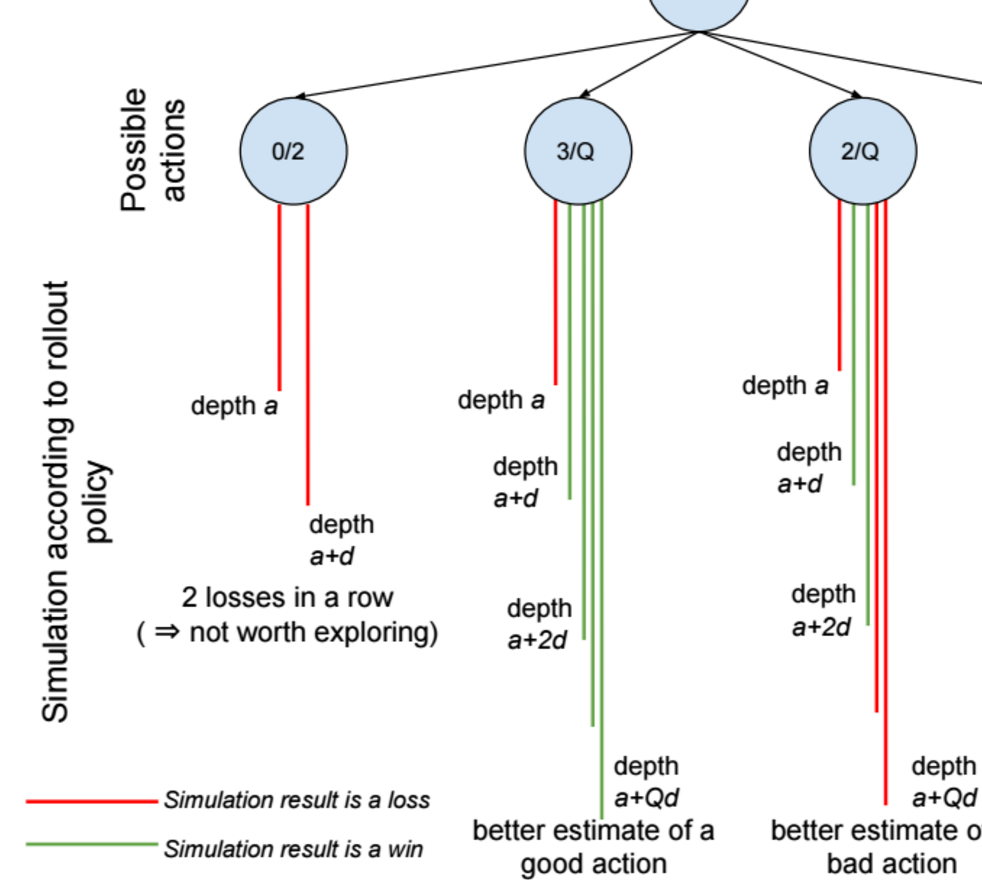 Possible
actions
0/2
3/Q
2/Q
Simulation according to rollout
policy
depth a
depth
a+d
2 losses in a row
( ⇒ not worth exploring)
depth a
depth
a+d
depth
a+2d
depth
a+Qd
better estimate of a
good action
depth a
depth
a+d
depth
a+2d
depth
a+Qd
better estimate o
bad action
Simulation result is a loss
Simulation result is a win